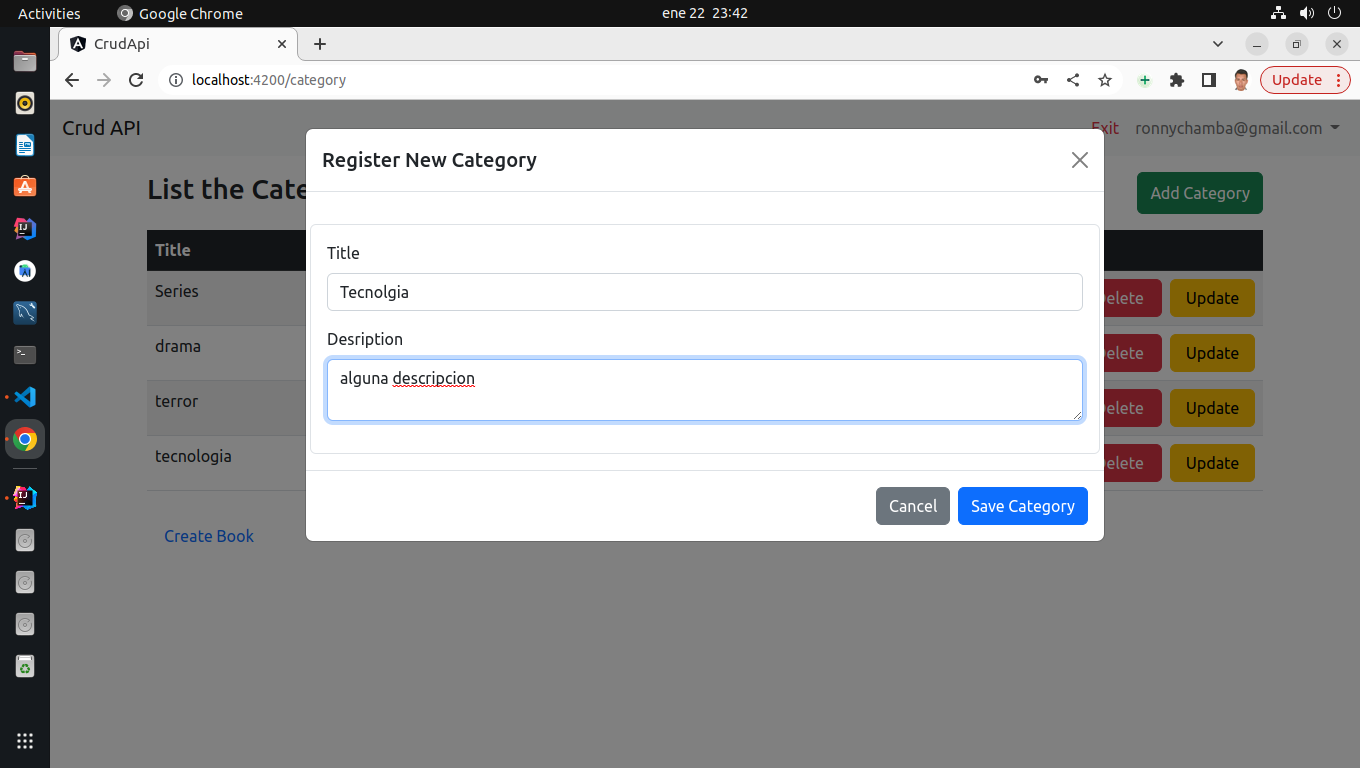 Activities Google Chrome ene 22 23:42
CrudApi
localhost:4200/category Update
Crud API Exit ronnychamba@gmail.com
Register New Category
List the Cate Add Category
Title
Title
Series
Tecnolgia
elete Update
drama
Desription
elete Update
alguna descripcion
terror
elete Update
tecnologia
elete Update
Cancel Save Category
Create Book